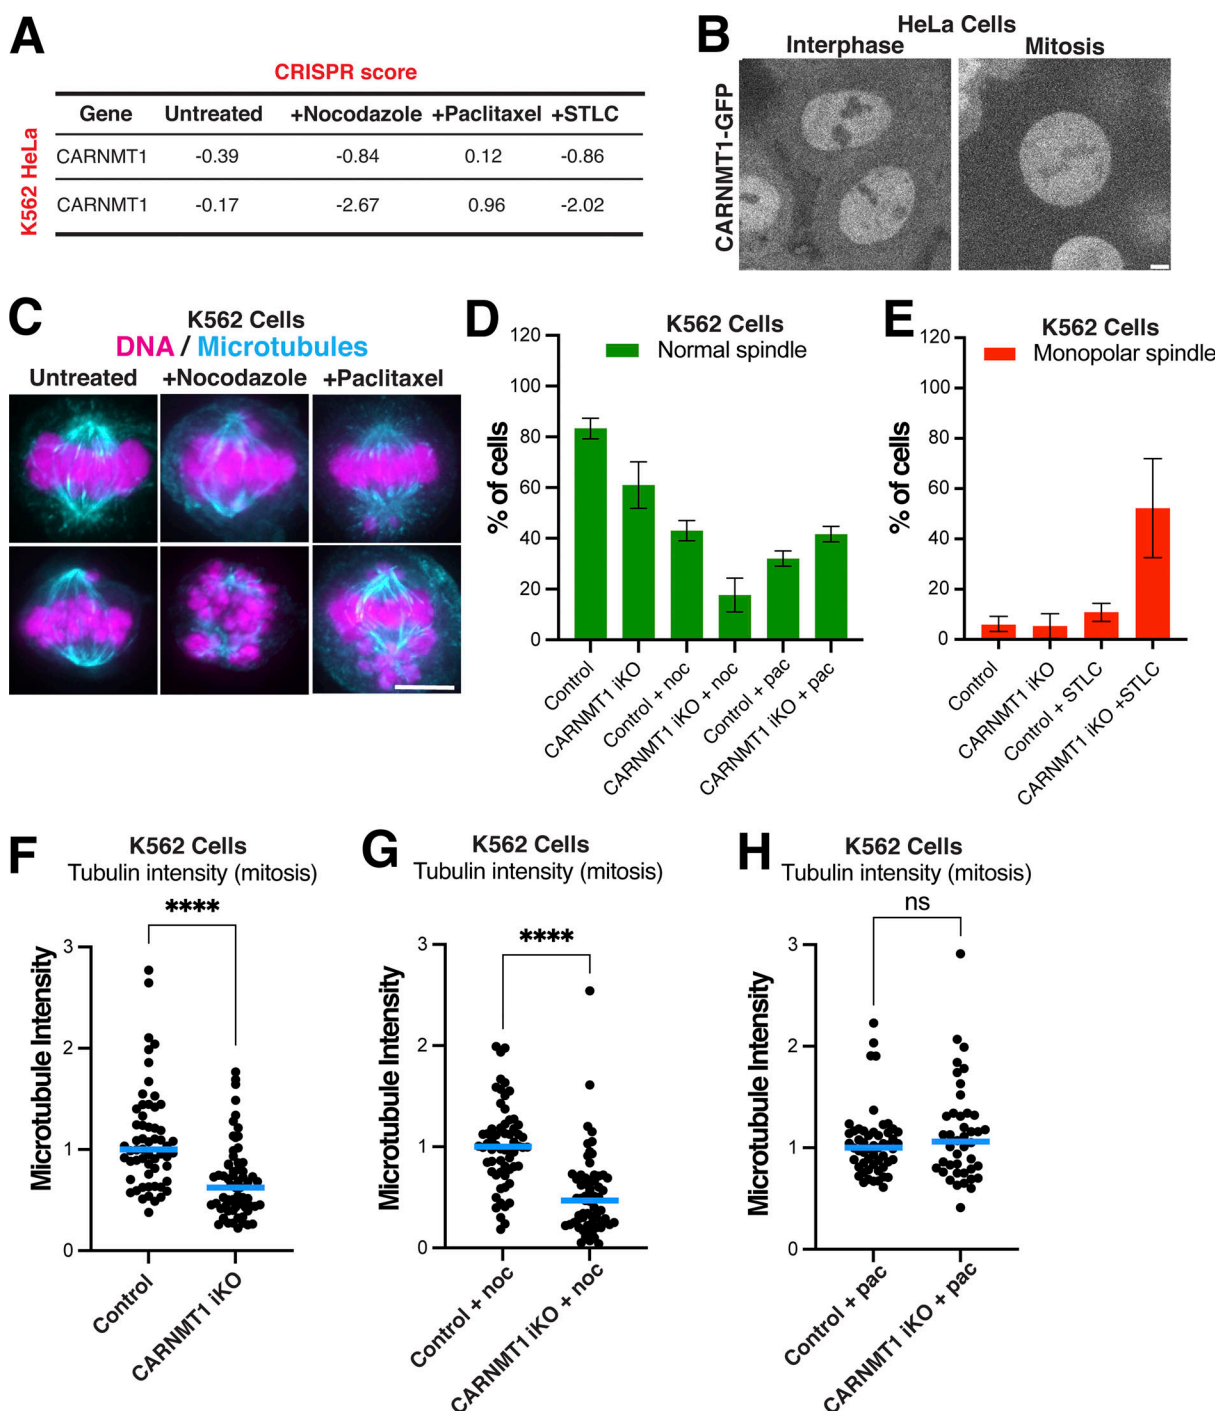 A
CRISPR score
Gene Untreated +Nocodazole +Paclitaxel +STLC
HeLa
CARNMT1 -0.39 -0.84 0.12 -0.86
K562
CARNMT1 -0.17 -2.67 0.96 -2.02
B
HeLa Cells
Interphase Mitosis
CARNMT1-GFP
C
K562 Cells
DNA / Microtubules
Untreated +Nocodazole +Paclitaxel
D
K562 Cells
Normal spindle
% of cells
120
100
80
60
40
20
0
Control
CARNMT1 iKO
Control + noc
CARNMT1 iKO + noc
Control + pac
CARNMT1 iKO + pac
E
K562 Cells
Monopolar spindle
% of cells
120
100
80
60
40
20
0
Control
CARNMT1 iKO
Control + STLC
CARNMT1 iKO +STLC
F
K562 Cells
Tubulin intensity (mitosis)
****
Microtubule Intensity
3
2
1
0
Control
CARNMT1 iKO
G
K562 Cells
Tubulin intensity (mitosis)
****
Microtubule Intensity
3
2
1
0
Control + noc
CARNMT1 iKO + noc
H
K562 Cells
Tubulin intensity (mitosis)
ns
Microtubule Intensity
3
2
1
0
Control + pac
CARNMT1 iKO + pac